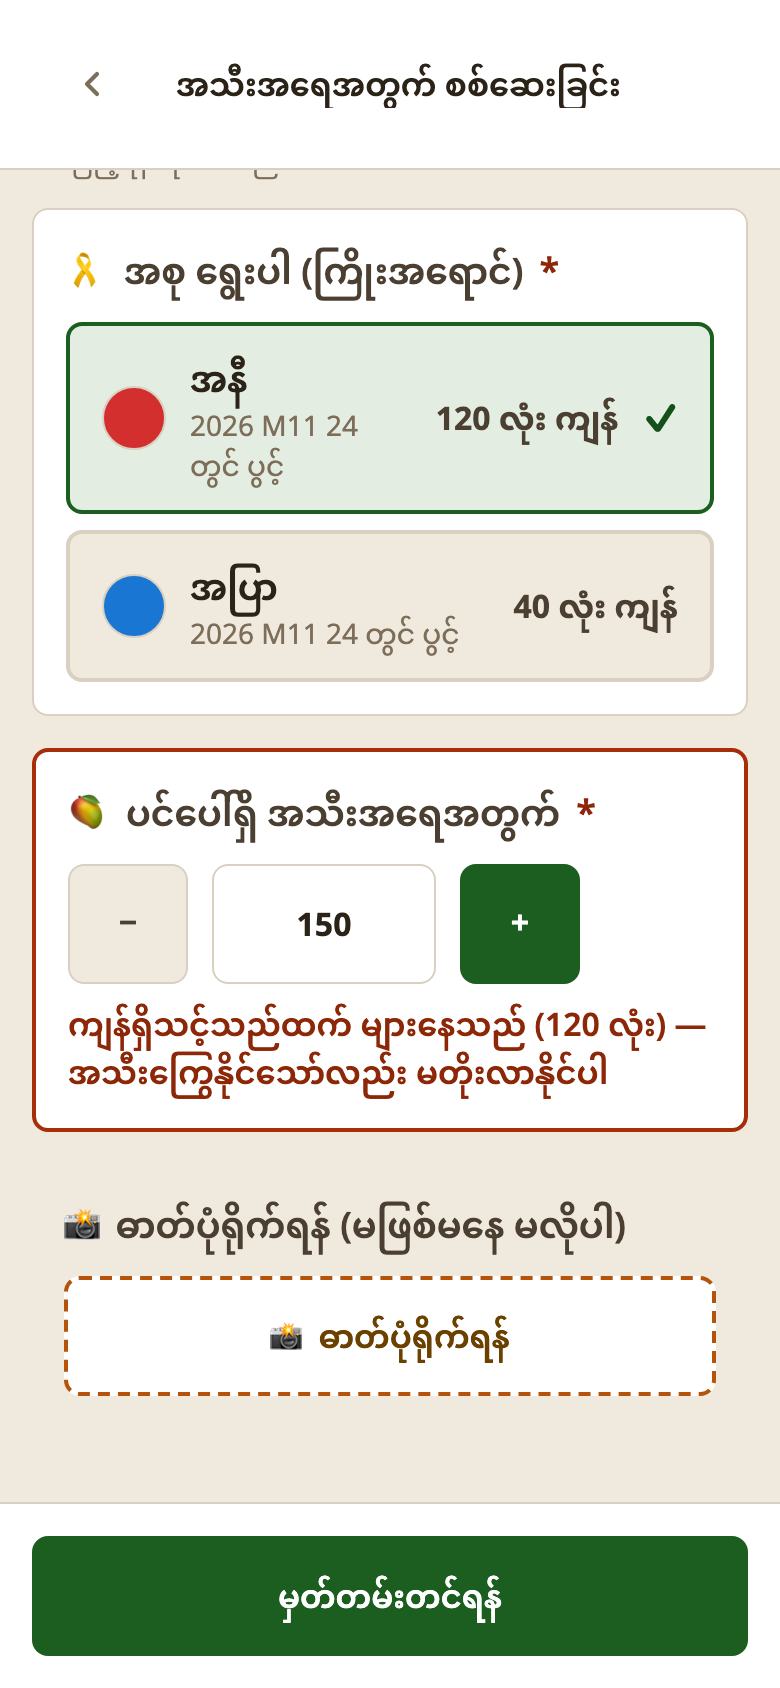 အသီးအရေအတွက် စစ်ဆေးခြင်း
အစု ရွေးပါ (ကြိုးအရောင်) *
အနီ
2026 M11 24
တွင် ပွင့်
120 လုံး ကျန်
အပြာ
2026 M11 24 တွင် ပွင့်
40 လုံး ကျန်
ပင်ပေါ်ရှိ အသီးအရေအတွက် *
− 150 +
ကျန်ရှိသင့်သည်ထက် များနေသည် (120 လုံး) —
အသီးကြွေနိုင်သော်လည်း မတိုးလာနိုင်ပါ
ဓာတ်ပုံရိုက်ရန် (မဖြစ်မနေ မလိုပါ)
ဓာတ်ပုံရိုက်ရန်
မှတ်တမ်းတင်ရန်